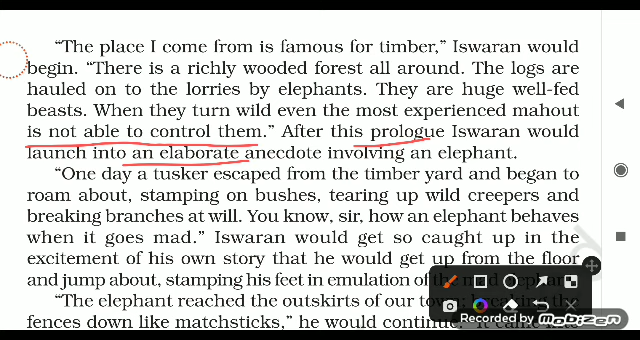 “The place I come from is famous for timber,” Iswaran would
begin. “There is a richly wooded forest all around. The logs are
hauled on to the lorries by elephants. They are huge well-fed
beasts. When they turn wild even the most experienced mahout
is not able to control them.” After this prologue Iswaran would
launch into an elaborate anecdote involving an elephant.
“One day a tusker escaped from the timber yard and began to
roam about, stamping on bushes, tearing up wild creepers and
breaking branches at will. You know, sir, how an elephant behaves
when it goes mad.” Iswaran would get so caught up in the
excitement of his own story that he would get up from the floor
and jump about, stamping his feet in emulation of the mad
“The elephant reached the outskirts of our
fences down like matchsticks,” he would continue.
Recorded by mobizen